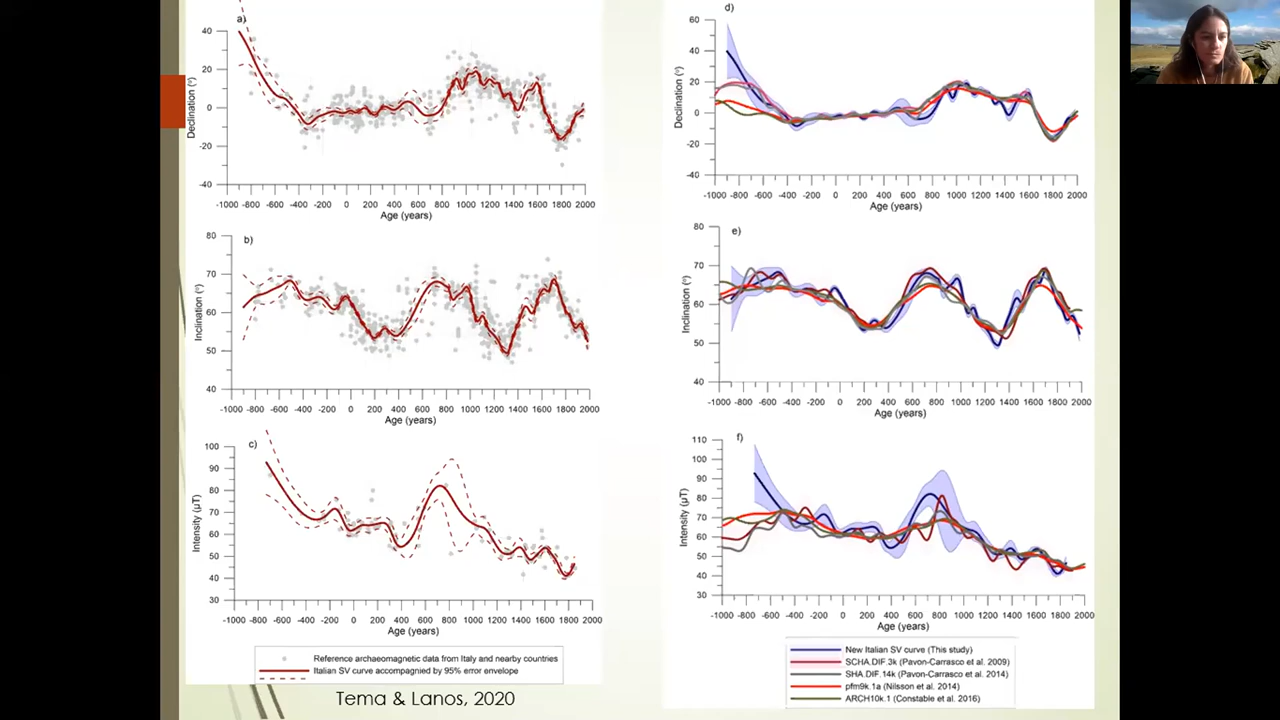 a)
40
20
0
-20
-40
Declination (°)
-1000 -800 -600 -400 -200 0 200 400 600 800 1000 1200 1400 1600 1800 2000
Age (years)
b)
80
70
60
50
40
Inclination (°)
-1000 -800 -600 -400 -200 0 200 400 600 800 1000 1200 1400 1600 1800 2000
Age (years)
c)
100
90
80
70
60
50
40
30
Intensity (µT)
-1000 -800 -600 -400 -200 0 200 400 600 800 1000 1200 1400 1600 1800 2000
Age (years)
Reference archaeomagnetic data from Italy and nearby countries
Italian SV curve accompagnied by 95% error envelope
Tema & Lanos, 2020
d)
60
40
20
0
-20
-40
Declination (°)
-1000 -800 -600 -400 -200 0 200 400 600 800 1000 1200 1400 1600 1800 2000
Age (years)
e)
80
70
60
50
40
Inclination (°)
-1000 -800 -600 -400 -200 0 200 400 600 800 1000 1200 1400 1600 1800 2000
Age (years)
f)
110
100
90
80
70
60
50
40
30
Intensity (µT)
-1000 -800 -600 -400 -200 0 200 400 600 800 1000 1200 1400 1600 1800 2000
Age (years)
New Italian SV curve (This study)
SCHA.DIF.3k (Pavon-Carrasco et al. 2009)
SHA.DIF.14k (Pavon-Carrasco et al. 2014)
pfm9k.1a (Nilsson et al. 2014)
ARCH10k.1 (Constable et al. 2016)